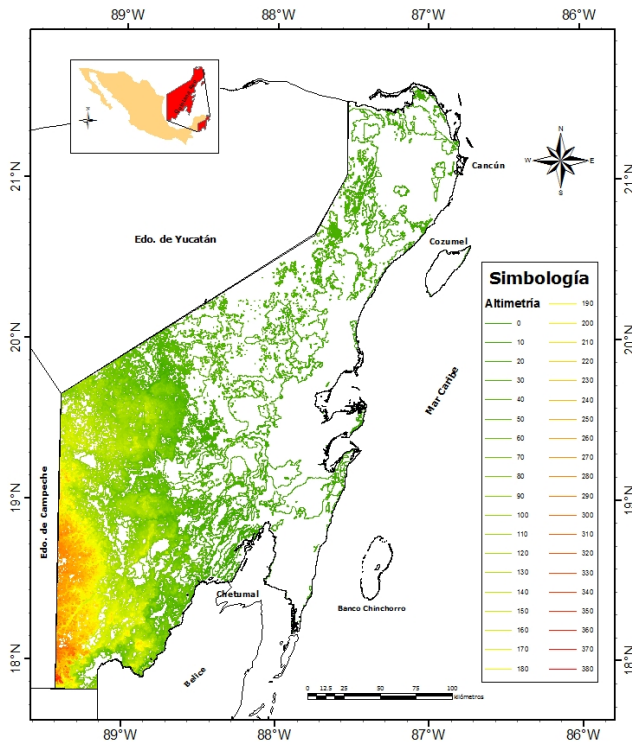 89°W 88°W 87°W 86°W
21°N
20°N
19°N
18°N
N
W E
S
Cancún
Edo. de Yucatán
Cozumel
Mar Caribe
Edo. de Campeche
Chetumal
Banco Chinchorro
Belice
Simbología
Altimetría
0
10
20
30
40
50
60
70
80
90
100
110
120
130
140
150
160
170
180
190
200
210
220
230
240
250
260
270
280
290
300
310
320
330
340
350
360
370
380
0 12.5 25 50 75 100
kilómetros
21°N
20°N
19°N
18°N
89°W 88°W 87°W 86°W